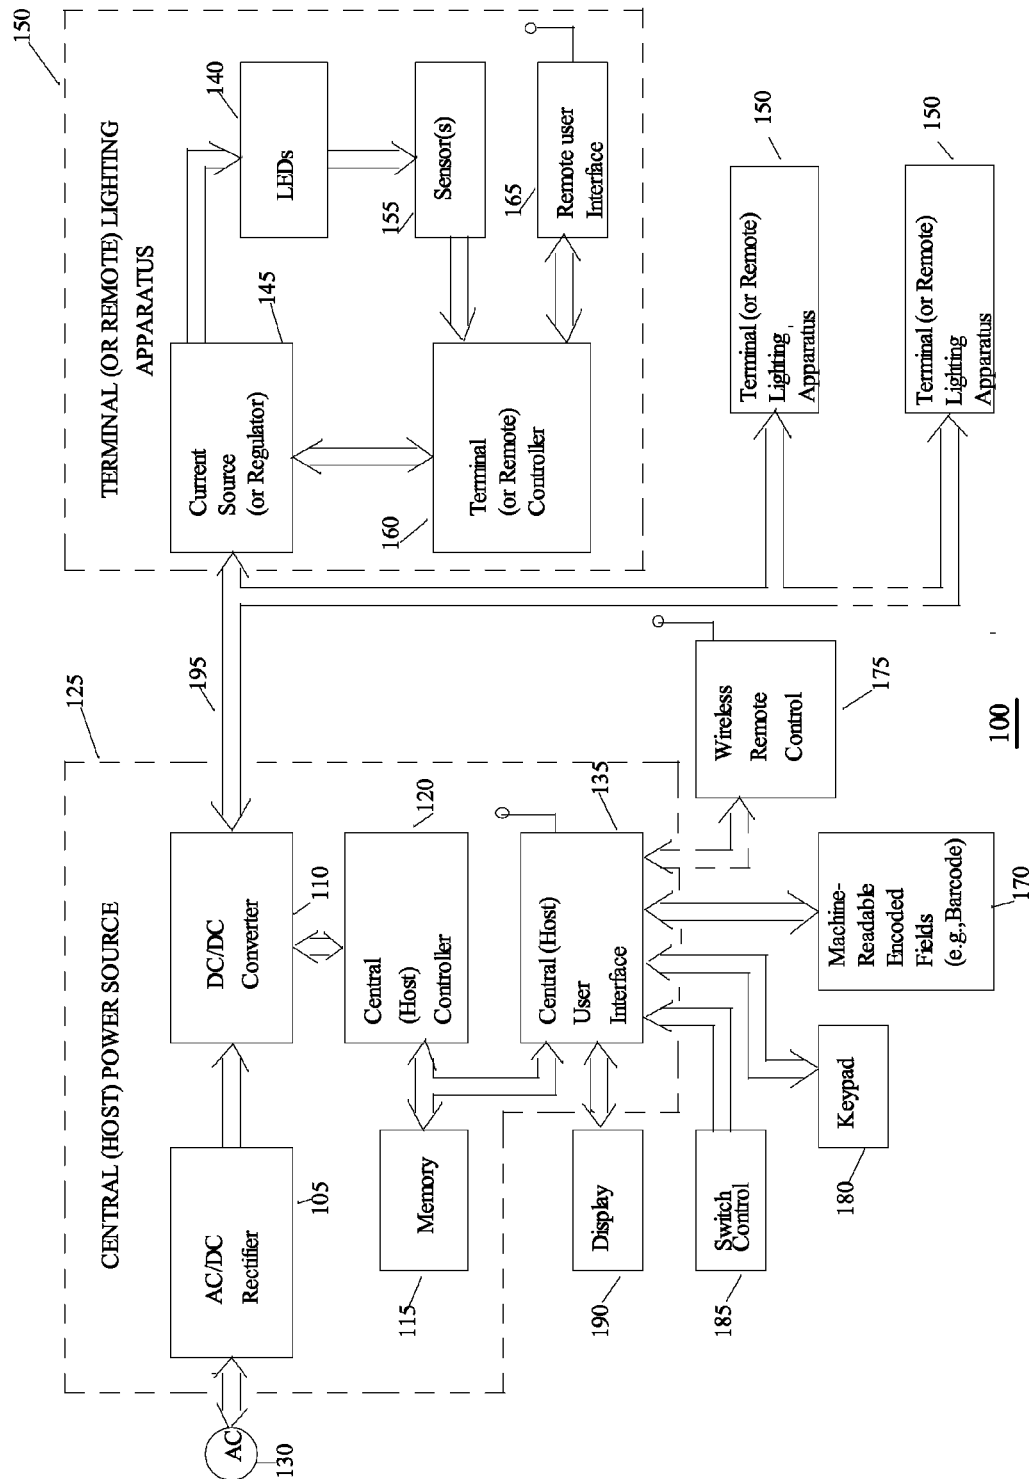 125
195
150
CENTRAL (HOST) POWER SOURCE
TERMINAL (OR REMOTE) LIGHTING
APPARATUS
AC
130
AC/DC
Rectifier
105
DC/DC
Converter
110
Current
Source
(or Regulator)
145
LEDs
140
Memory
115
Central
(Host)
Controller
120
Terminal
(or Remote)
Controller
160
Sensor(s)
155
Remote user
Interface
165
Display
190
Central (Host)
User
Interface
135
Switch
Control
185
Keypad
180
Machine-
Readable
Encoded
Fields
(e.g.,Barcode)
170
Wireless
Remote
Control
175
Terminal (or Remote)
Lighting
Apparatus
150
Terminal (or Remote)
Lighting
Apparatus
150
100